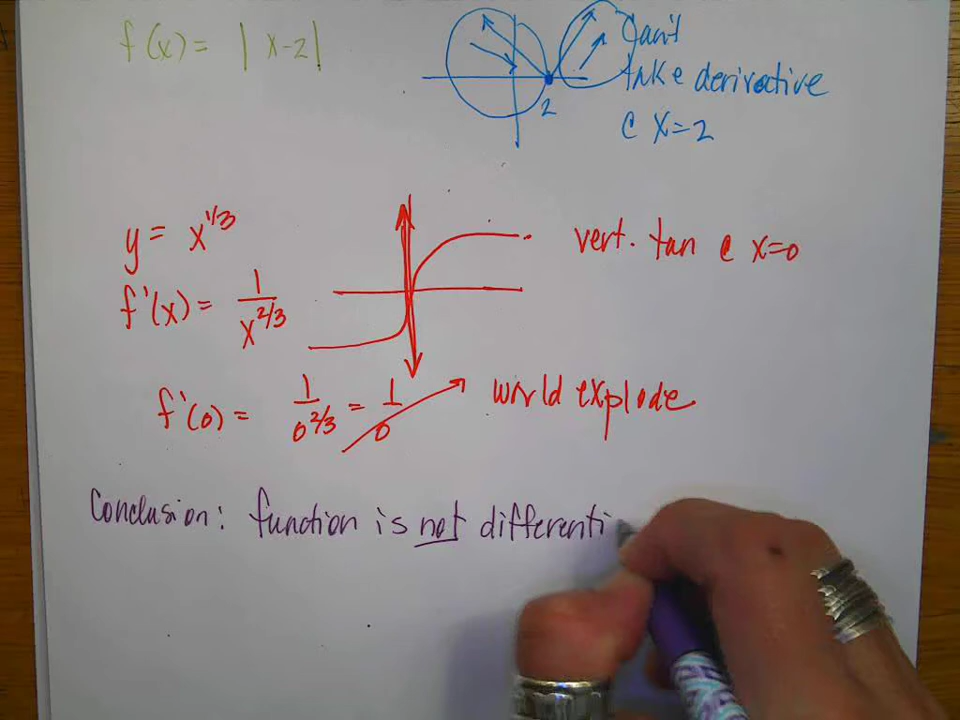 f(x) = |x-2|
Can't
take derivative
@ x=2
2
y = x^1/3
vert. tan @ x=0
f'(x) = 1/x^2/3
f'(0) = 1/0^2/3 = 1/0
world explode
Conclusion: function is not differenti